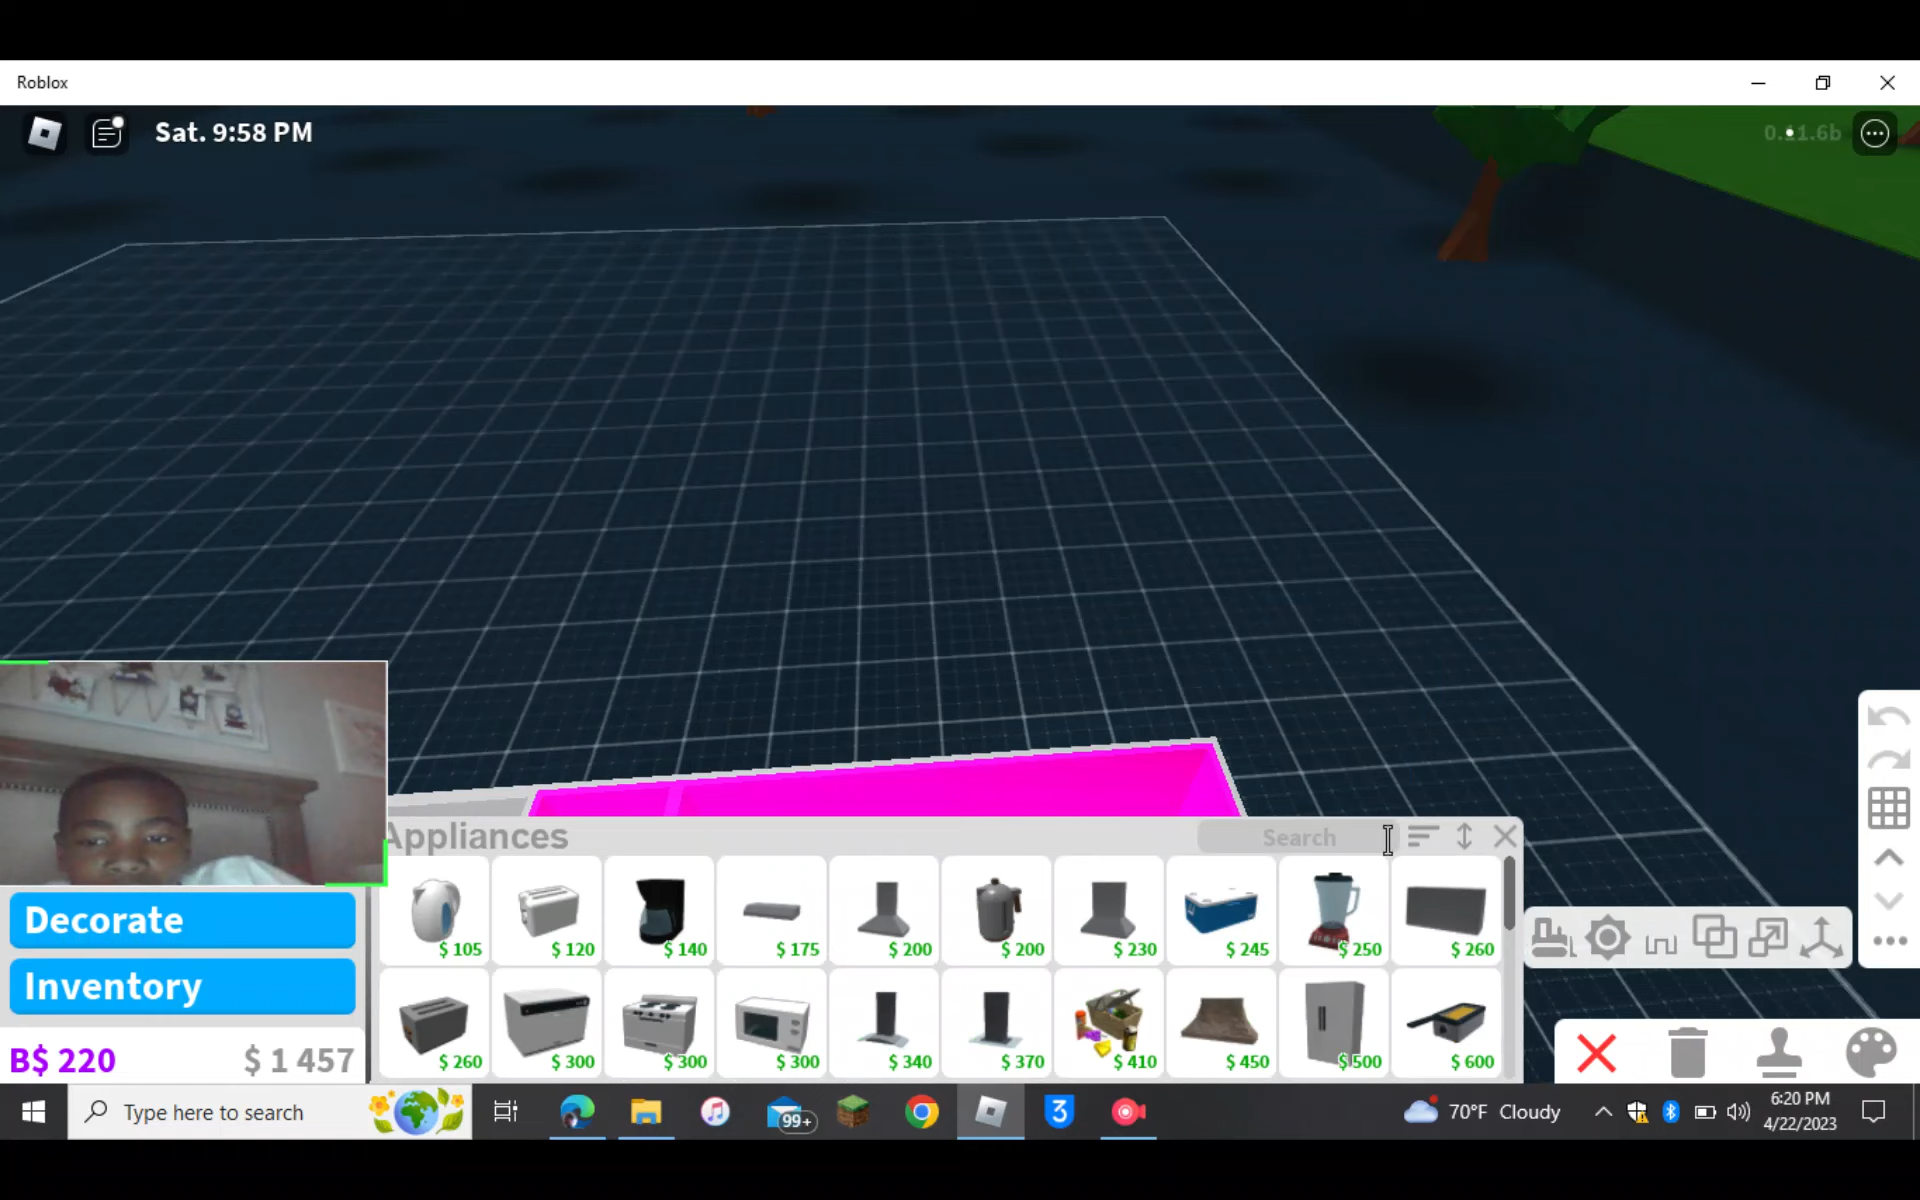 Roblox
Sat. 9:58 PM
Appliances
Search
$ 105
$ 120
$ 140
$ 175
$ 200
$ 200
$ 230
$ 245
$ 250
$ 260
$ 260
$ 300
$ 300
$ 300
$ 340
$ 370
$ 410
$ 450
$ 500
$ 600
Decorate
Inventory
B$ 220 $ 1 457
Type here to search
99+
3
70°F Cloudy
6:20 PM
4/22/2023